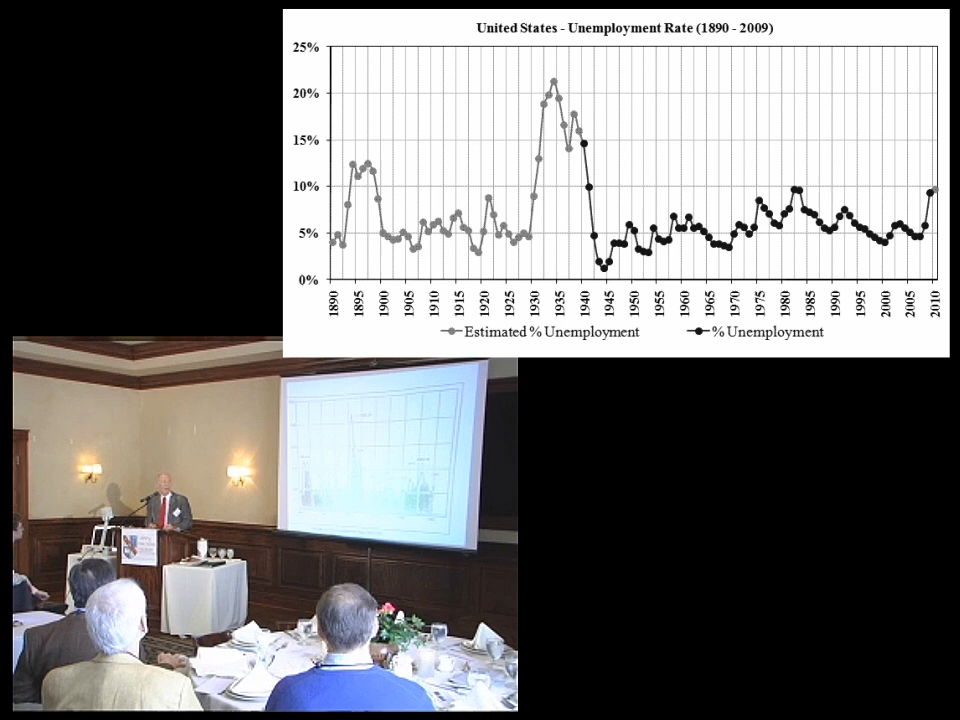 United States - Unemployment Rate (1890 - 2009)
25%
20%
15%
10%
5%
0%
1890 1895 1900 1905 1910 1915 1920 1925 1930 1935 1940 1945 1950 1955 1960 1965 1970 1975 1980 1985 1990 1995 2000 2005 2010
Estimated % Unemployment % Unemployment